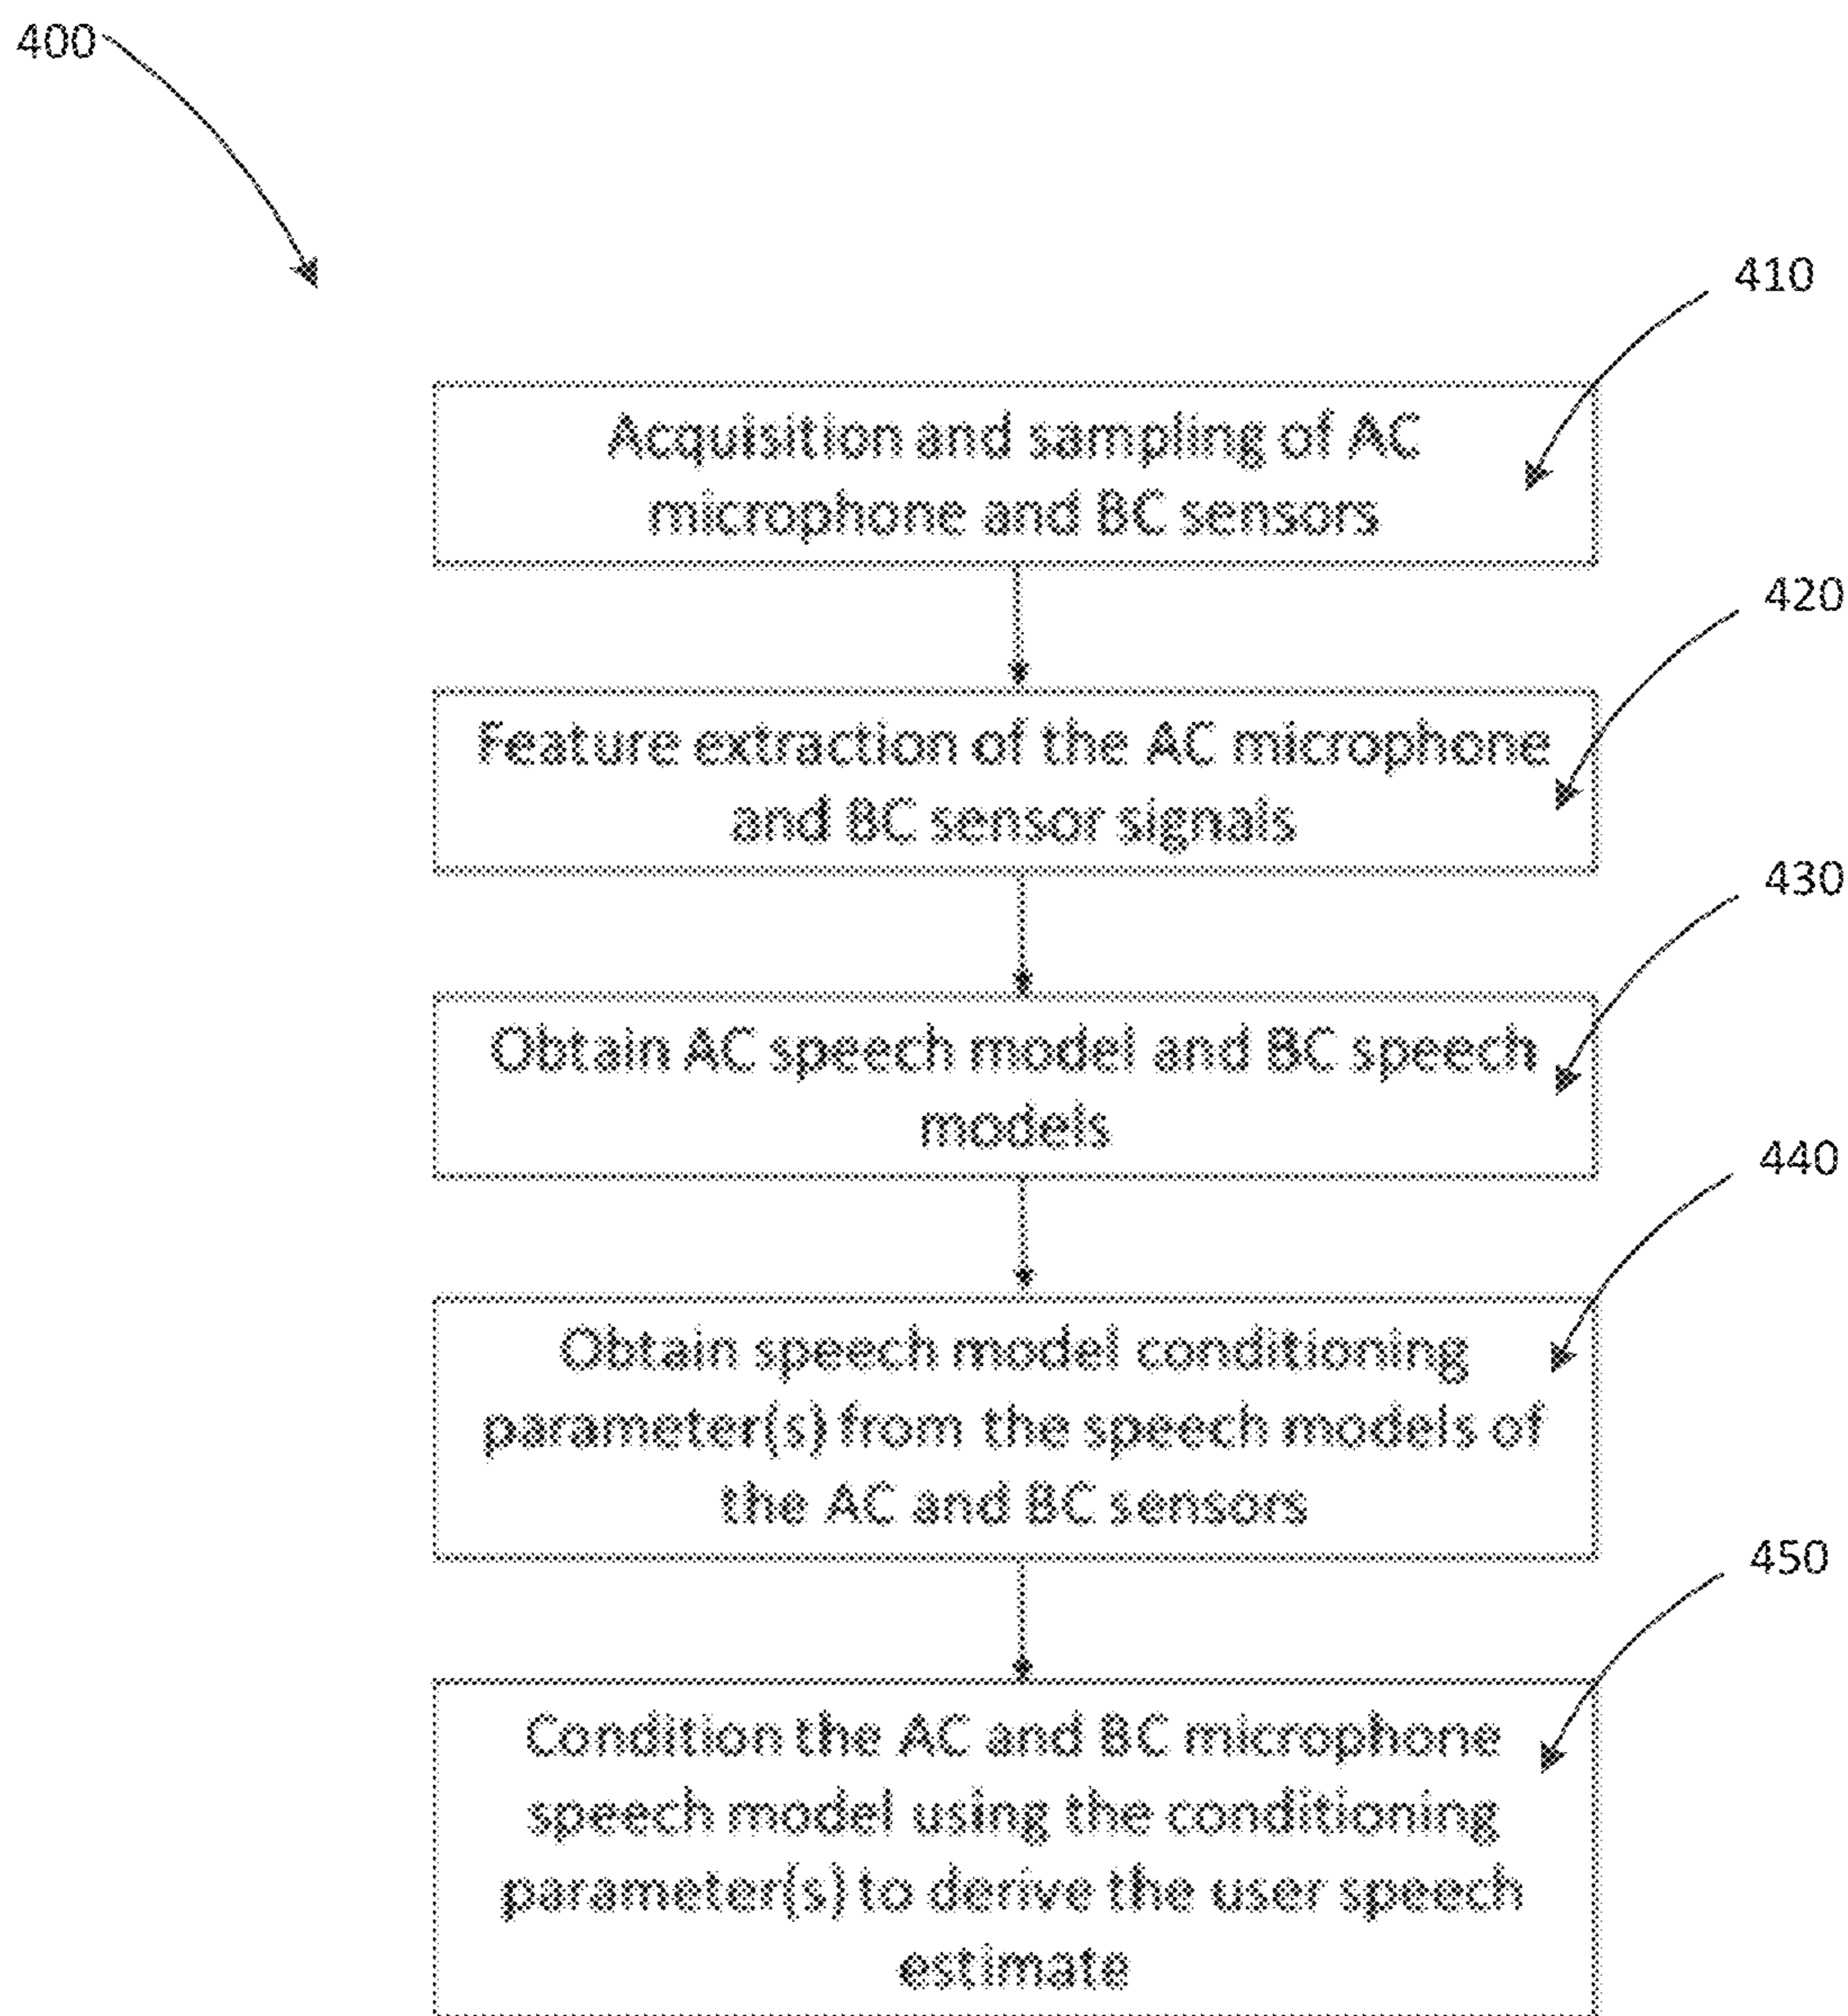 400
410
Acquisition and sampling of AC
microphone and BC sensors
420
Feature extraction of the AC microphone
and BC sensor signals
430
Obtain AC speech model and BC speech
models
440
Obtain speech model conditioning
parameter(s) from the speech models of
the AC and BC sensors
450
Condition the AC and BC microphone
speech model using the conditioning
parameter(s) to derive the user speech
estimate